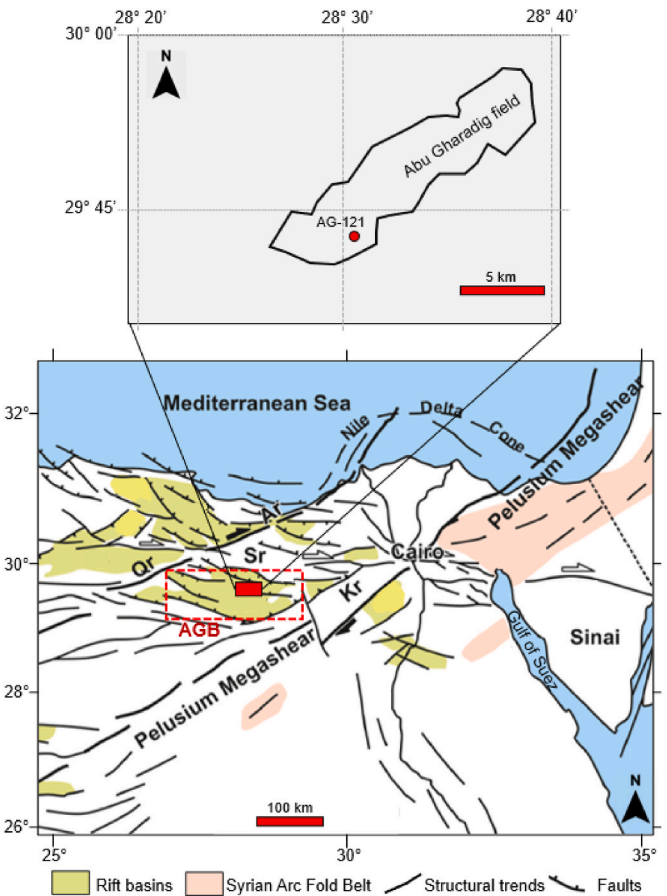 28° 20' 28° 30' 28° 40'
30° 00'
N
Abu Gharadig field
29° 45'
AG-121
5 km
32°
Mediterranean Sea
Nile Delta Cone
Pelusium Megashear
Ar
Qr
Sr
Cairo
30°
Kr
AGB
Gulf of Suez
Sinai
Pelusium Megashear
28°
N
100 km
26°
25° 30° 35°
Rift basins Syrian Arc Fold Belt Structural trends Faults